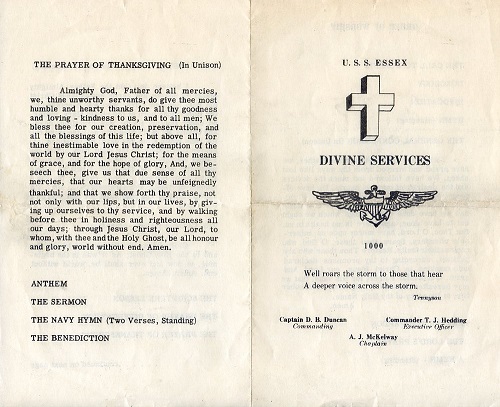 THE PRAYER OF THANKSGIVING (In Unison)
Almighty God, Father of all mercies,
we, thine unworthy servants, do give thee most
humble and hearty thanks for all thy goodness
and loving - kindness to us, and to all men; We
bless thee for our creation, preservation, and
all the blessings of this life; but above all, for
thine inestimable love in the redemption of the
world by our Lord Jesus Christ; for the means
of grace, and for the hope of glory, And, we be-
seech thee, give us that due sense of all thy
mercies, that our hearts may be unfeignedly
thankful; and that we show forth thy praise, not
not only with our lips, but in our lives, by giv-
ing up ourselves to thy service, and by walking
before thee in holiness and righteousness all
our days; through Jesus Christ, our Lord, to
whom, with thee and the Holy Ghost, be all honour
and glory, world without end, Amen.
ANTHEM
THE SERMON
THE NAVY HYMN (Two Verses, Standing)
THE BENEDICTION
U. S. S. ESSEX
DIVINE SERVICES
1000
Well roars the storm to those that hear
A deeper voice across the storm.
Tennyson
Captain D. B. Duncan
Commanding
Commander T. J. Hedding
Executive Officer
A. J. McKelway
Chaplain